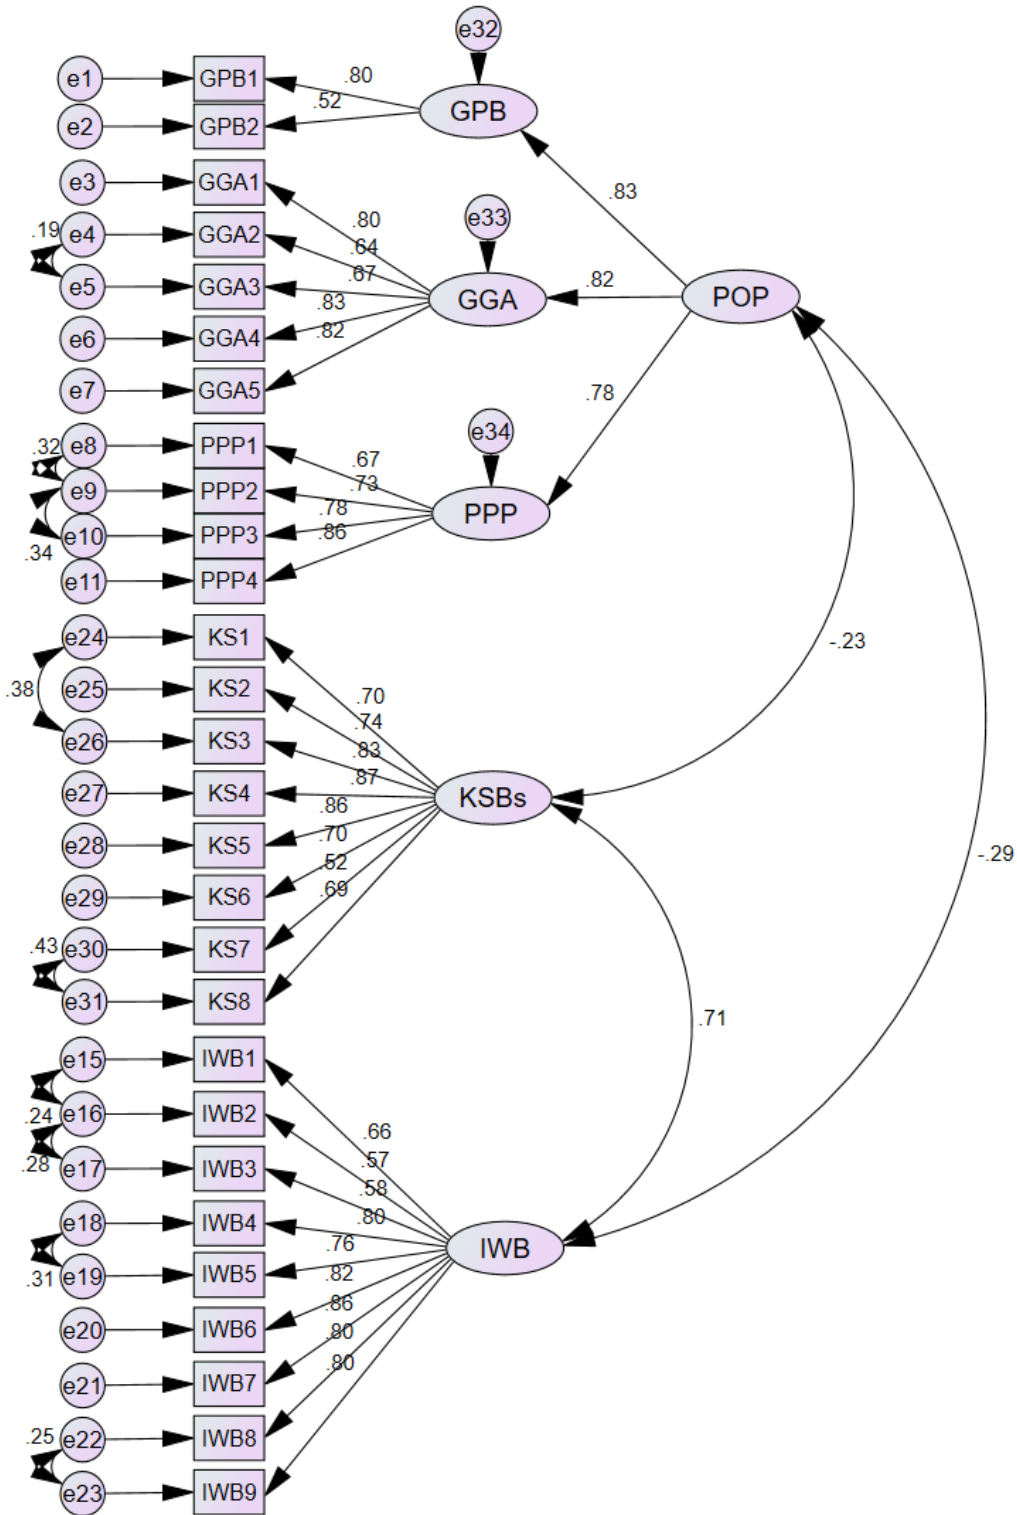 e32
e1 GPB1 .80 GPB
e2 GPB2 .52
e3 GGA1 .83
.19 e4 GGA2 .80 e33
.64
e5 GGA3 .67 GGA .82 POP
e6 GGA4 .83
.82
e7 GGA5 .78
.32 e8 PPP1 .67 e34
e9 PPP2 .73
.78 PPP
e10 PPP3 .86
.34
e11 PPP4
e24 KS1 -.23
.38 e25 KS2 .70
.74
e26 KS3 .83
.87
e27 KS4 KSBs
.86
e28 KS5 .70
.52 -.29
e29 KS6 .69
.43 e30 KS7
e31 KS8 .71
e15 IWB1
.24 e16 IWB2 .66
.57
.28 e17 IWB3 .58
.80
e18 IWB4 .76 IWB
.31 e19 IWB5 .82
.86
e20 IWB6 .80
.80
e21 IWB7
.25 e22 IWB8
e23 IWB9